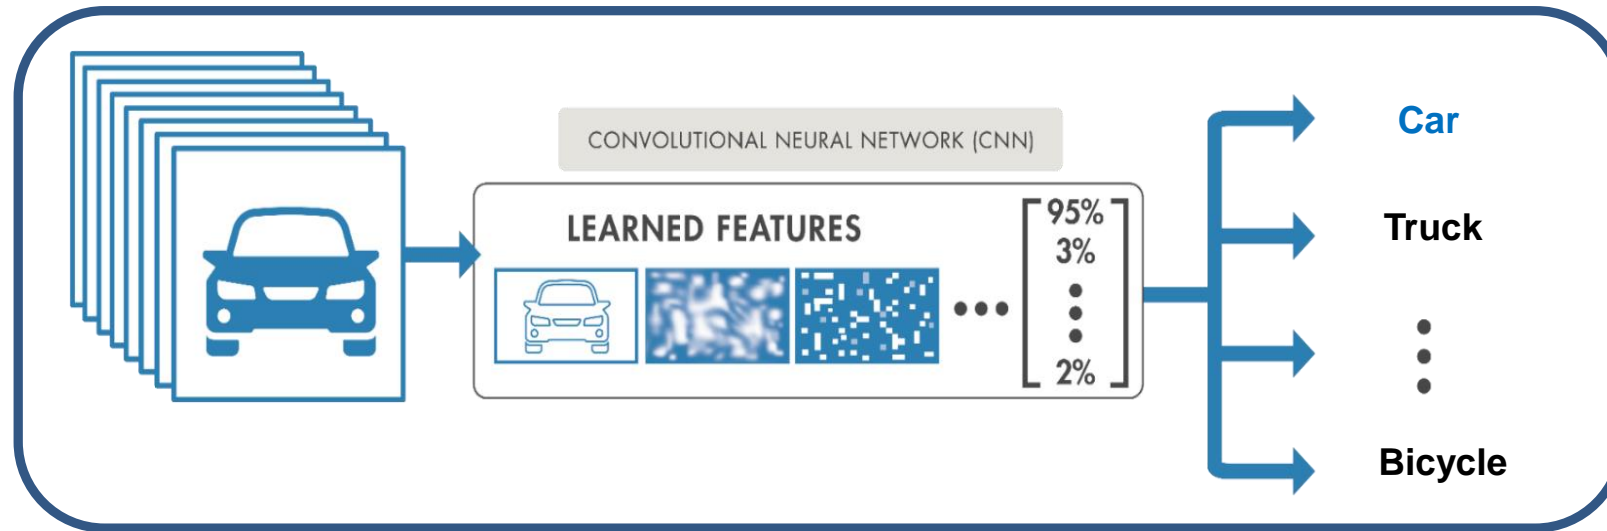 CONVOLUTIONAL NEURAL NETWORK (CNN)
LEARNED FEATURES
95%
3%
2%
Car
Truck
Bicycle